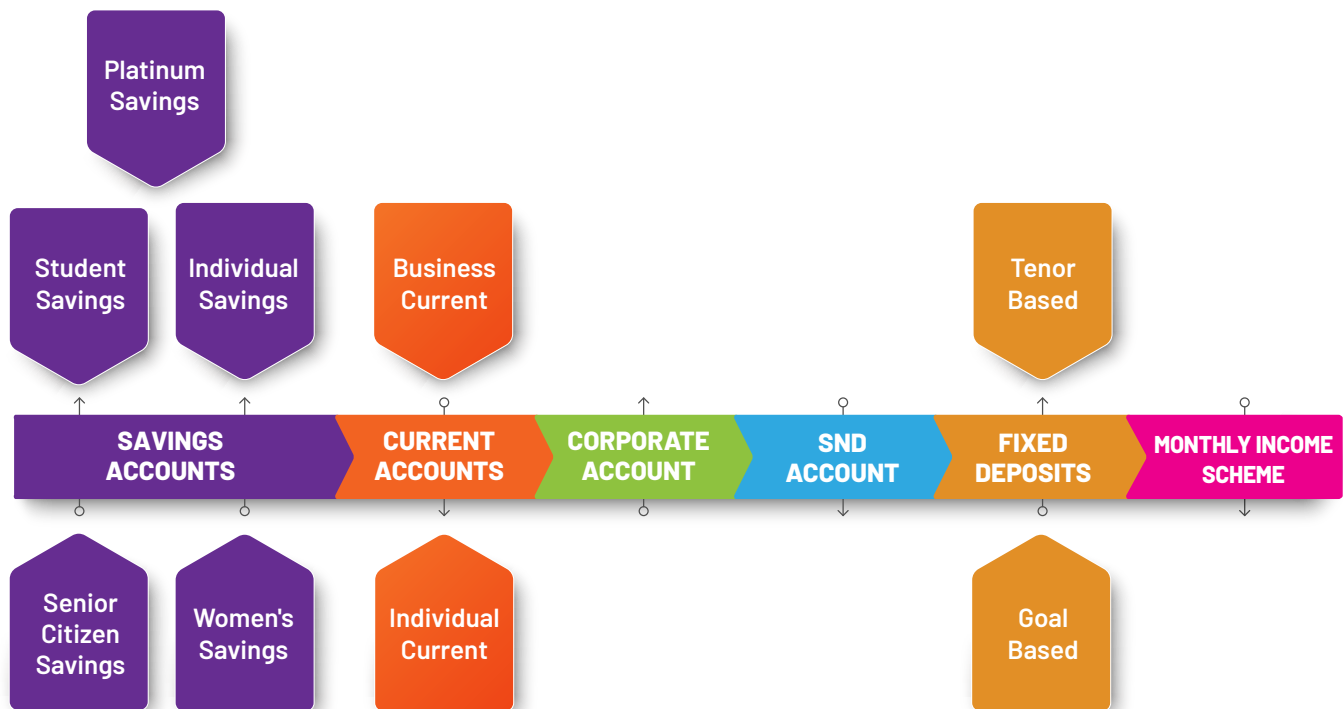 Platinum
Savings
Student
Savings
Individual
Savings
Business
Current
Tenor
Based
SAVINGS
ACCOUNTS
CURRENT
ACCOUNTS
CORPORATE
ACCOUNT
SND
ACCOUNT
FIXED
DEPOSITS
MONTHLY INCOME
SCHEME
Senior
Citizen
Savings
Women's
Savings
Individual
Current
Goal
Based